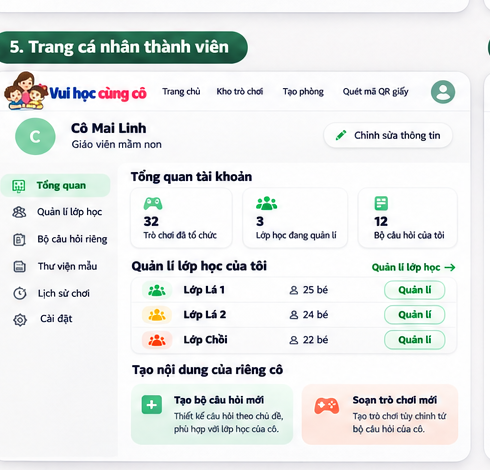 5. Trang cá nhân thành viên
Vui học cùng cô
Trang chủ
Kho trò chơi
Tạo phòng
Quét mã QR giấy
C
Cô Mai Linh
Giáo viên mầm non
Chỉnh sửa thông tin
Tổng quan
Quản lí lớp học
Bộ câu hỏi riêng
Thư viện mẫu
Lịch sử chơi
Cài đặt
Tổng quan tài khoản
32
Trò chơi đã tổ chức
3
Lớp học đang quản lí
12
Bộ câu hỏi của tôi
Quản lí lớp học của tôi
Quản lí lớp học →
Lớp Lá 1
25 bé
Quản lí
Lớp Lá 2
24 bé
Quản lí
Lớp Chồi
22 bé
Quản lí
Tạo nội dung của riêng cô
Tạo bộ câu hỏi mới
Thiết kế câu hỏi theo chủ đề,
phù hợp với lớp học của cô.
Soạn trò chơi mới
Tạo trò chơi tùy chỉnh từ
bộ câu hỏi của cô.